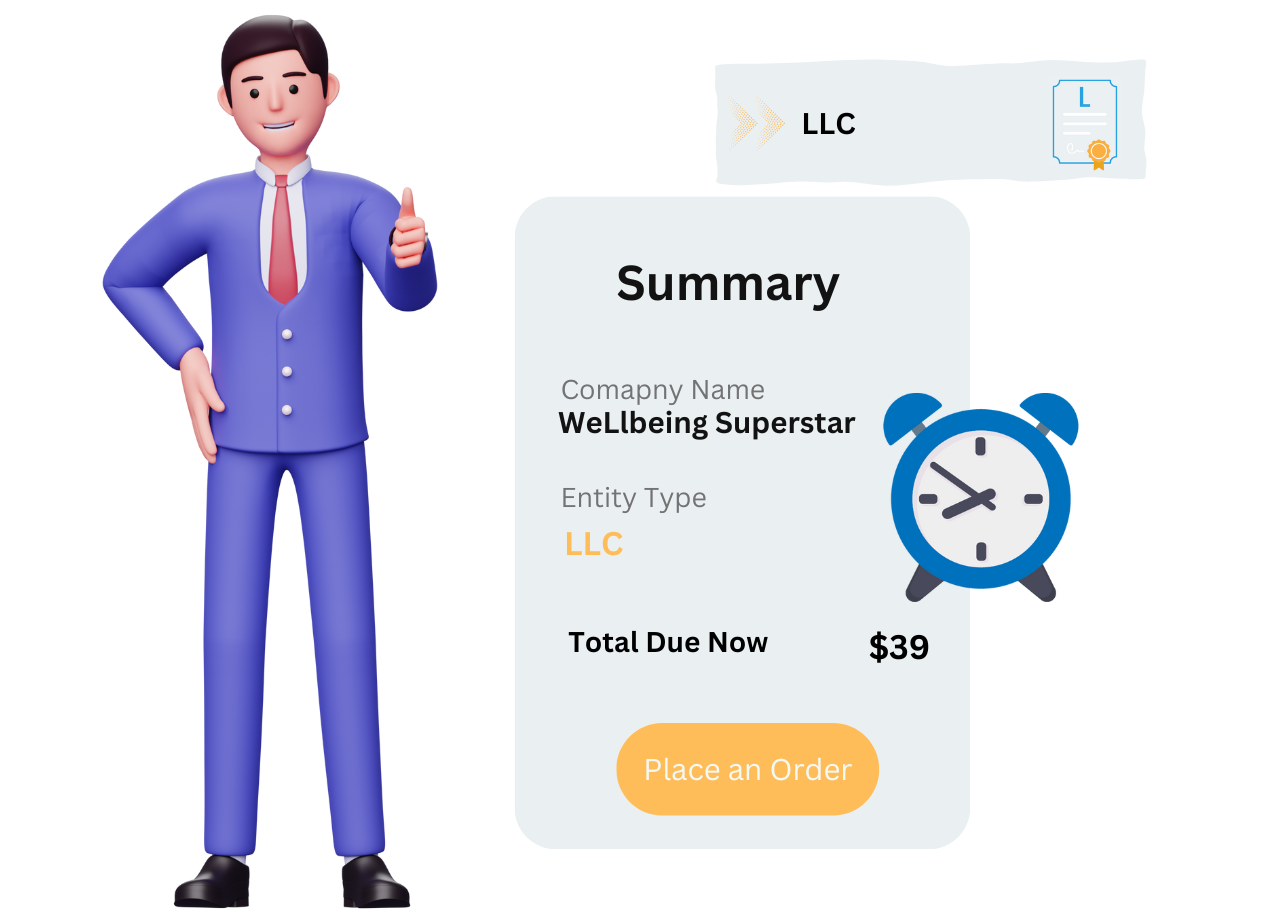 LLC
L
Summary
Comapny Name
WeLlbeing Superstar
Entity Type
LLC
Total Due Now
$39
Place an Order